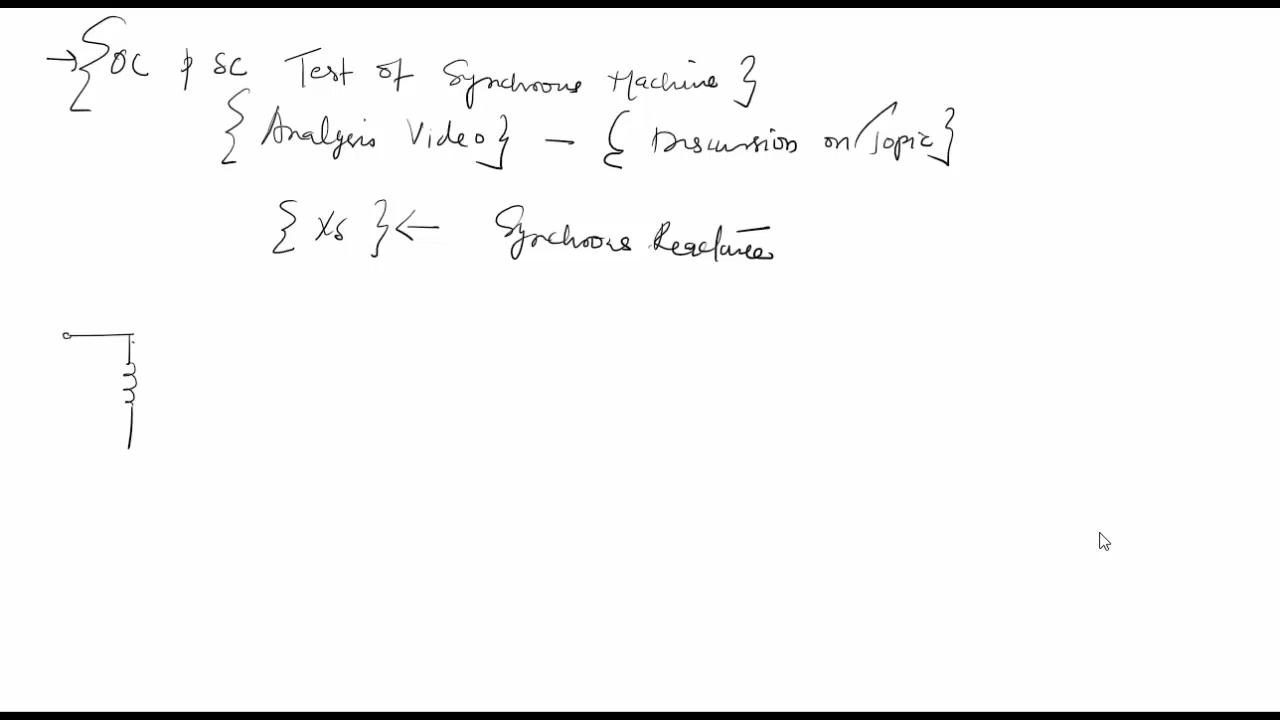 → { OC & SC Test of Synchronous Machine }
{ Analysis Video } - { Discussion on Topic }
{ Xs } ← Synchronous Reactance